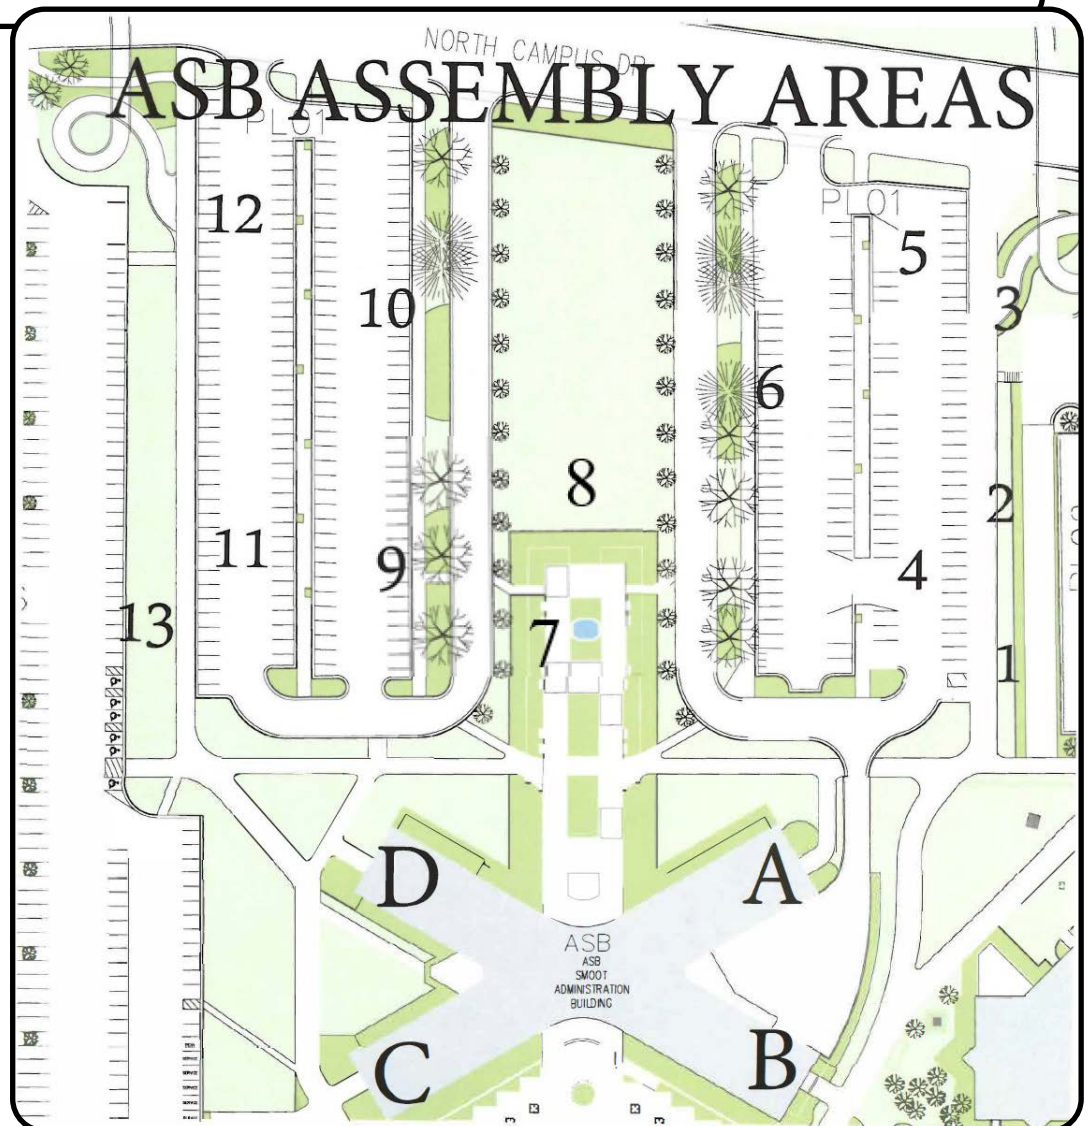 NORTH CAMPUS DR
ASB ASSEMBLY AREAS
PL01
PL01
12
5
10
3
6
8
2
11
9
4
13
7
1
D
A
ASB
ASB
SMOOT
ADMINISTRATION
BUILDING
C
B